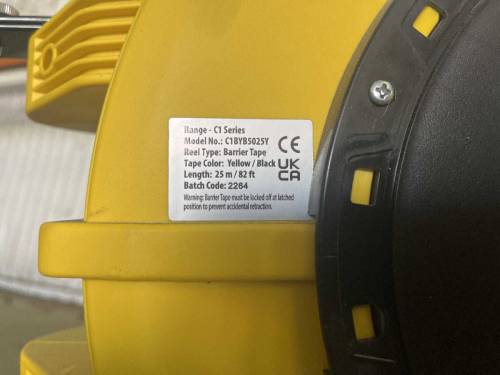 Range - C1 Series
Model No.: C1BYB5025Y
Reel Type: Barrier Tape
Tape Color: Yellow / Black
Length: 25 m / 82 ft
Batch Code: 2264
Warning: Barrier Tape must be locked off at latched
position to prevent accidental retraction.
CE
UK
CA